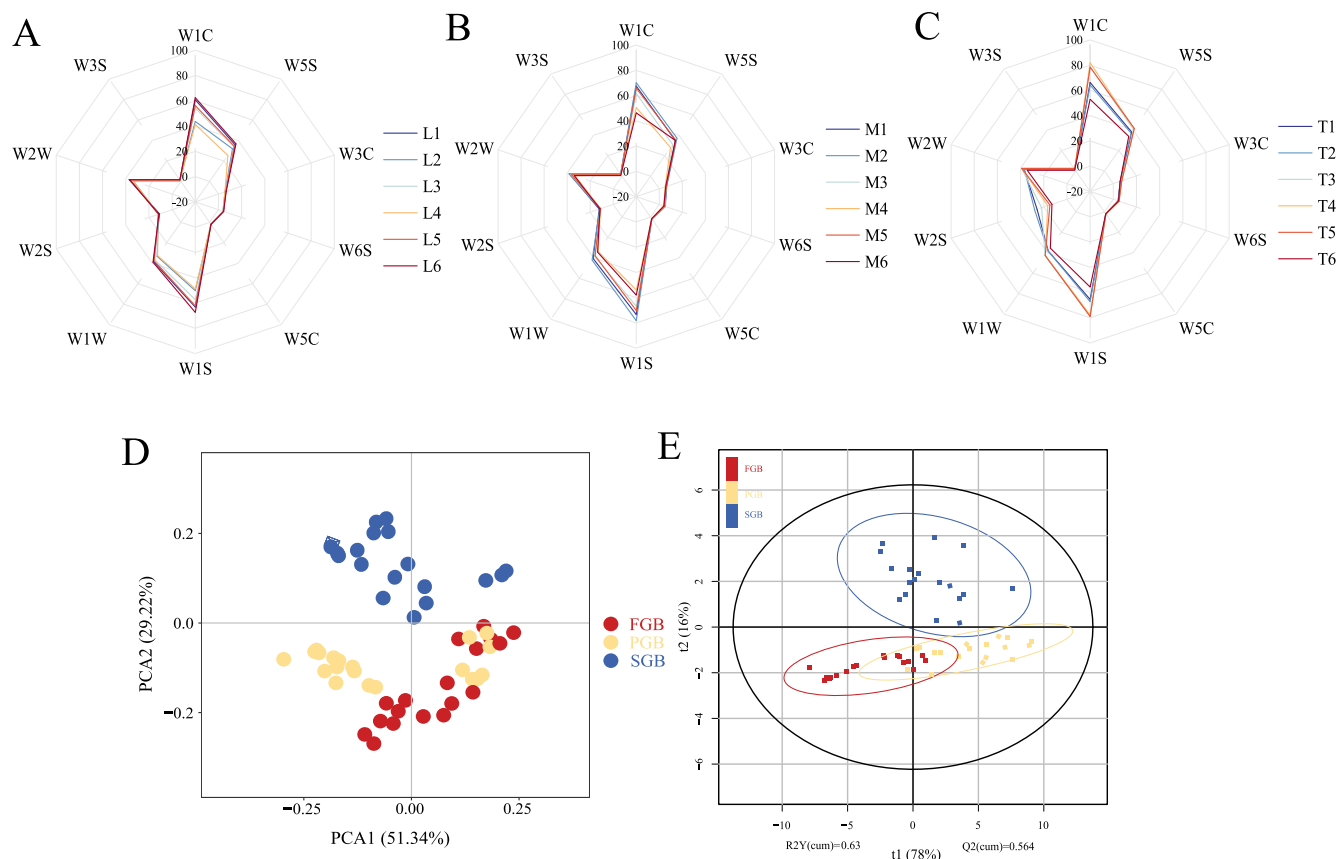 A
W1C
W5S
W3C
W6S
W5C
W1S
W1W
W2S
W2W
W3S
100
80
60
40
20
0
-20
L1
L2
L3
L4
L5
L6
B
W1C
W5S
W3C
W6S
W5C
W1S
W1W
W2S
W2W
W3S
100
80
60
40
20
0
-20
M1
M2
M3
M4
M5
M6
C
W1C
W5S
W3C
W6S
W5C
W1S
W1W
W2S
W2W
W3S
100
80
60
40
20
0
-20
T1
T2
T3
T4
T5
T6
D
PCA2 (29.22%)
0.2
0.0
−0.2
−0.25
0.00
0.25
PCA1 (51.34%)
FGB
PGB
SGB
E
FGB
PGB
SGB
t2 (16%)
6
4
2
0
−2
−4
−6
−10
−5
0
5
10
R2Y(cum)=0.63
t1 (78%)
Q2(cum)=0.564